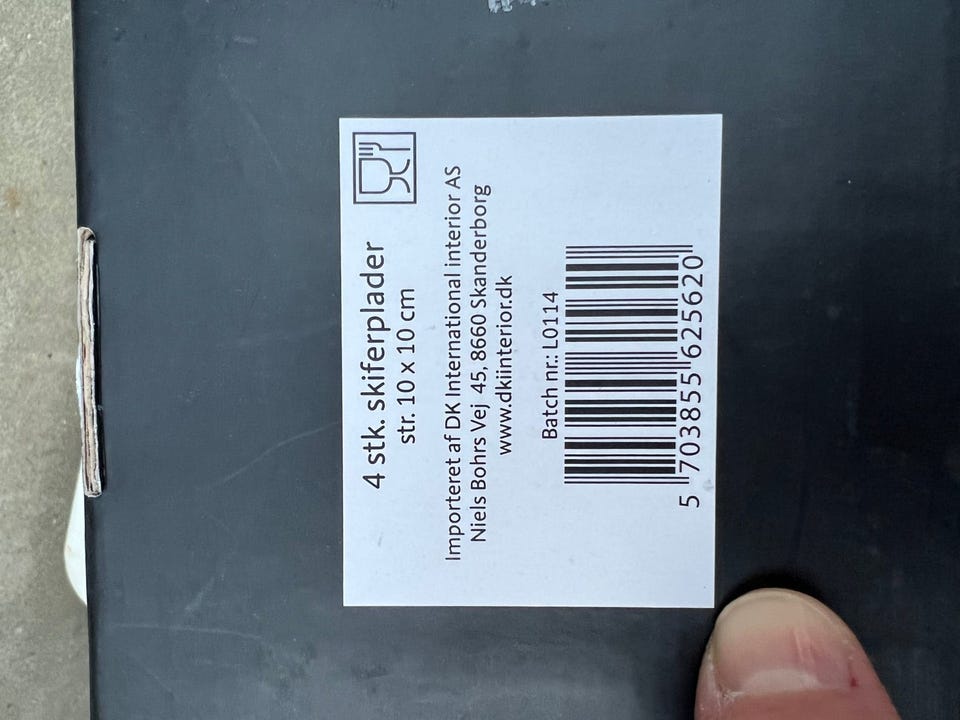 4 stk. skiferplader
str. 10 x 10 cm
Importeret af DK International interior AS
Niels Bohrs Vej 45, 8660 Skanderborg
www.dkiinterior.dk
Batch nr.: L0114
5 703855 625620